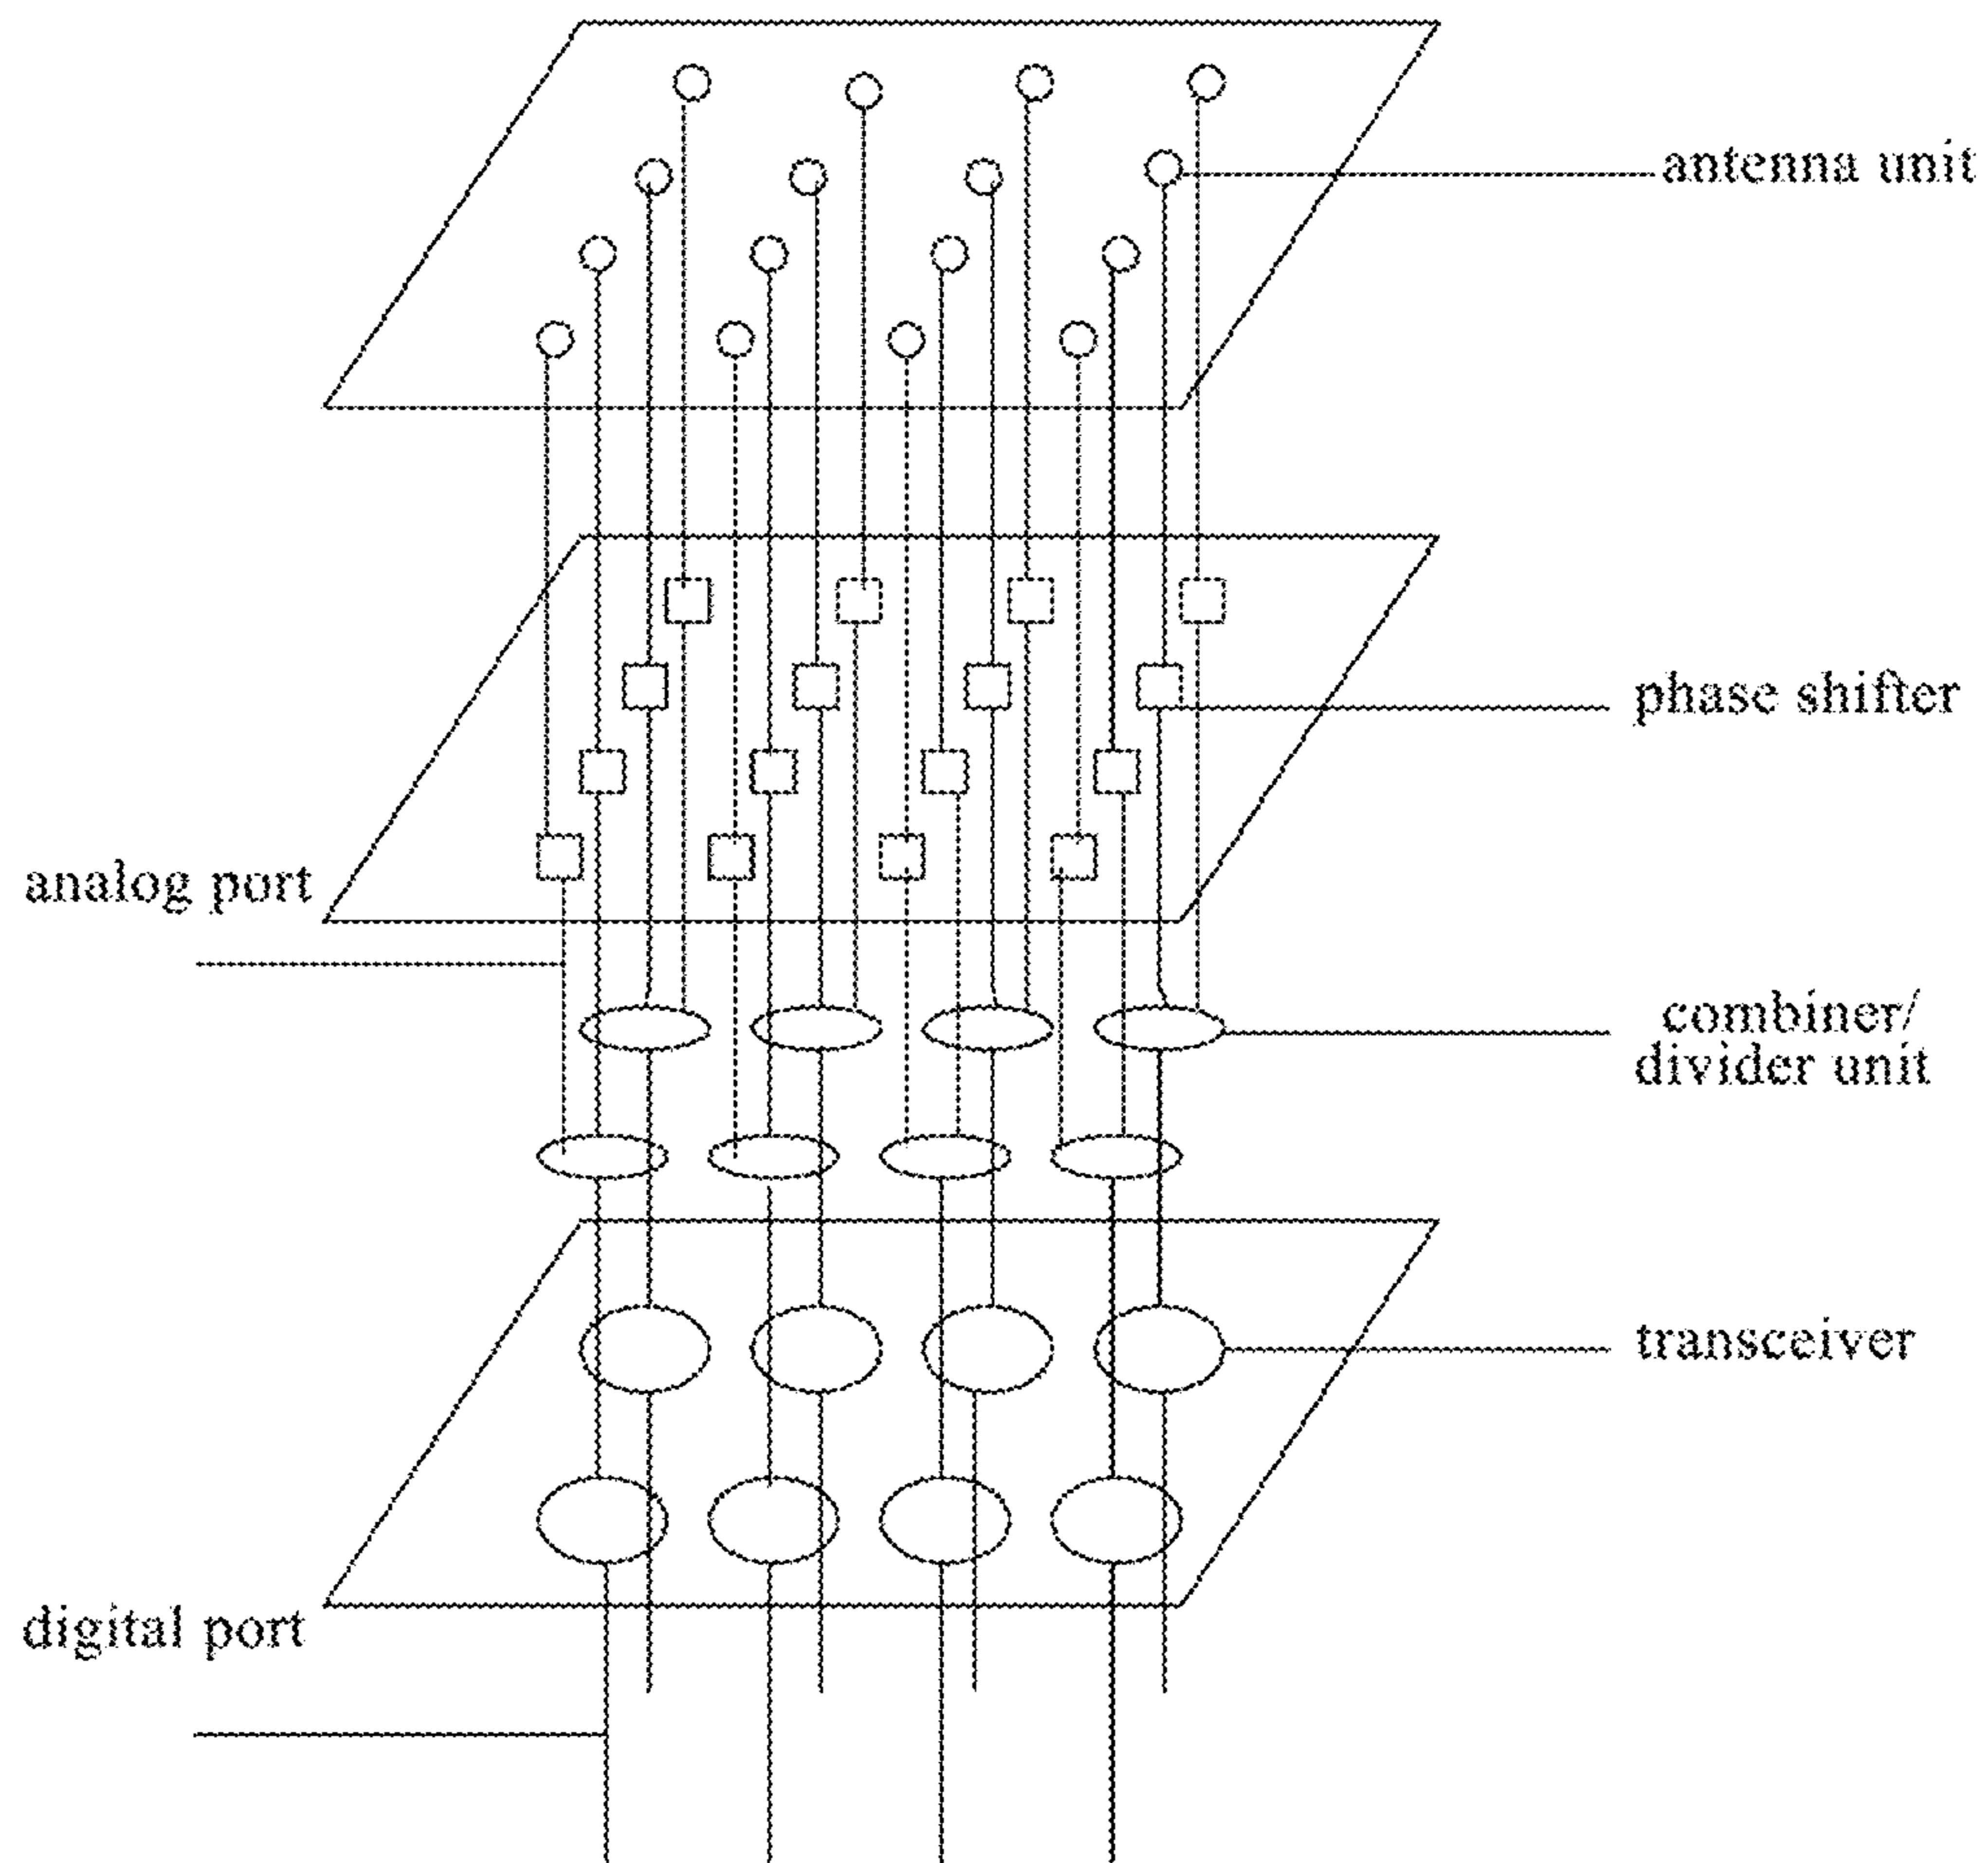 antenna unit
phase shifter
analog port
combiner/
divider unit
transceiver
digital port